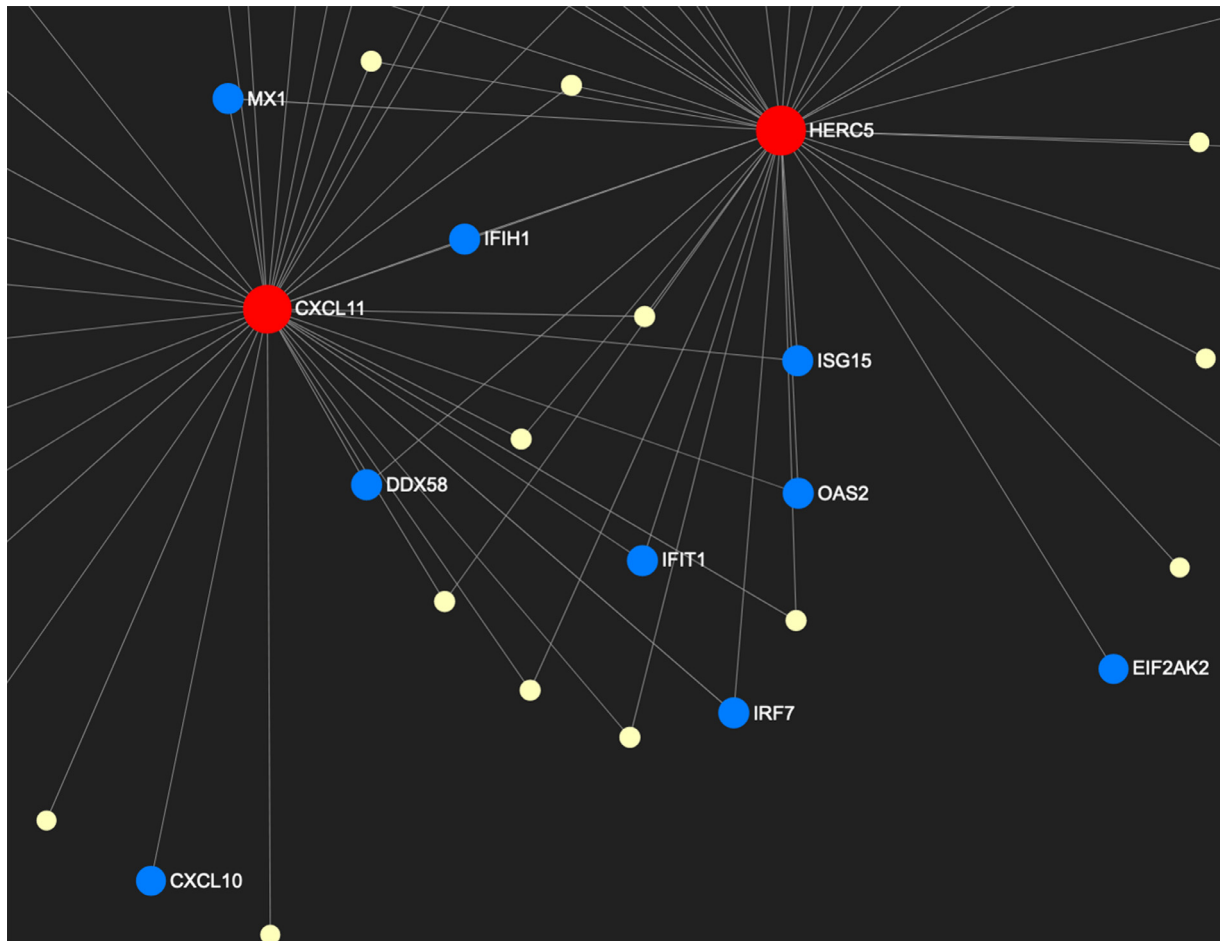 MX1
HERC5
IFIH1
CXCL11
ISG15
DDX58
OAS2
IFIT1
EIF2AK2
IRF7
CXCL10